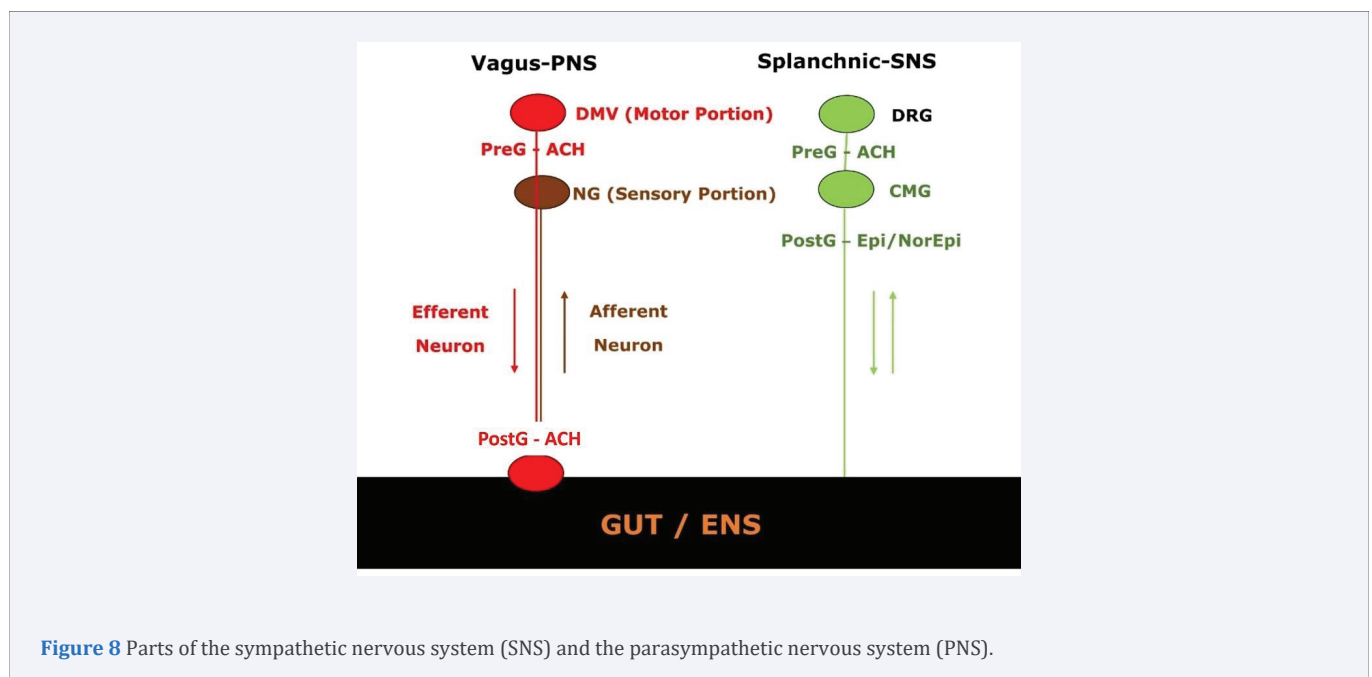 Vagus-PNS
Splanchnic-SNS
DMV (Motor Portion)
DRG
PreG - ACH
PreG - ACH
NG (Sensory Portion)
CMG
PostG – Epi/NorEpi
Efferent
Neuron
Afferent
Neuron
PostG - ACH
GUT / ENS
Figure 8 Parts of the sympathetic nervous system (SNS) and the parasympathetic nervous system (PNS).